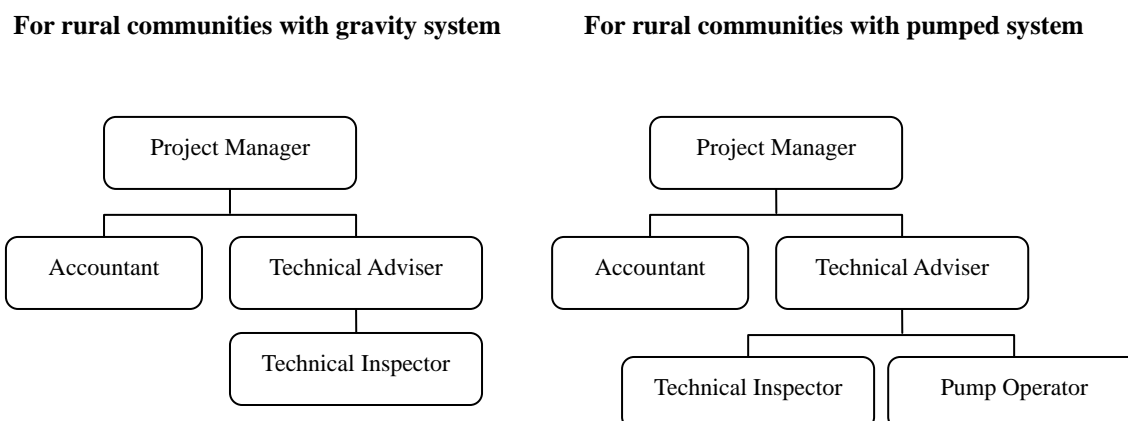 For rural communities with gravity system
For rural communities with pumped system
Project Manager
Accountant
Technical Adviser
Technical Inspector
Project Manager
Accountant
Technical Adviser
Technical Inspector
Pump Operator